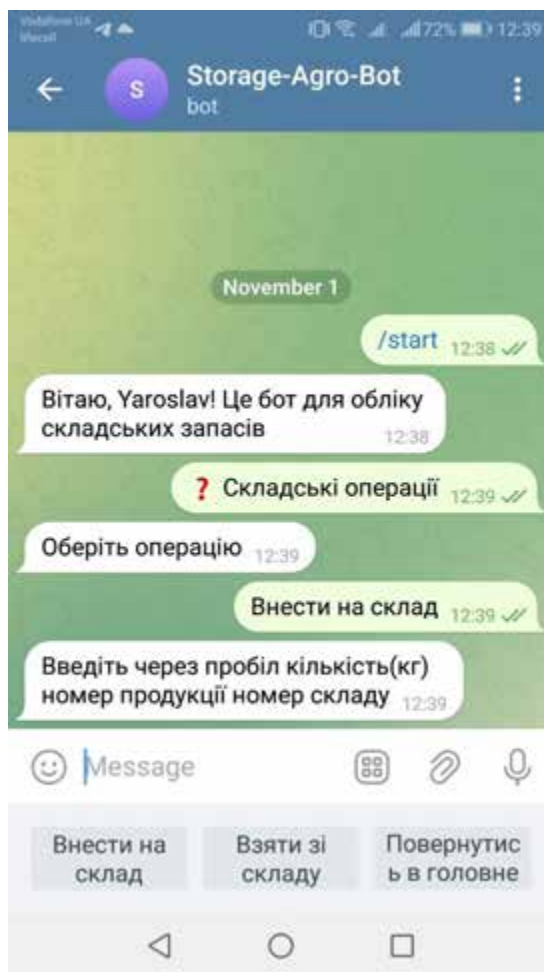 Vodafone UA
72% 12:39
S
Storage-Agro-Bot
bot
November 1
/start 12:38
Вітаю, Yaroslav! Це бот для обліку
складських запасів 12:38
❓ Складські операції 12:39
Оберіть операцію 12:39
Внести на склад 12:39
Введіть через пробіл кількість(кг)
номер продукції номер складу 12:39
Message
Внести на
склад
Взяти зі
складу
Повернутис
ь в головне